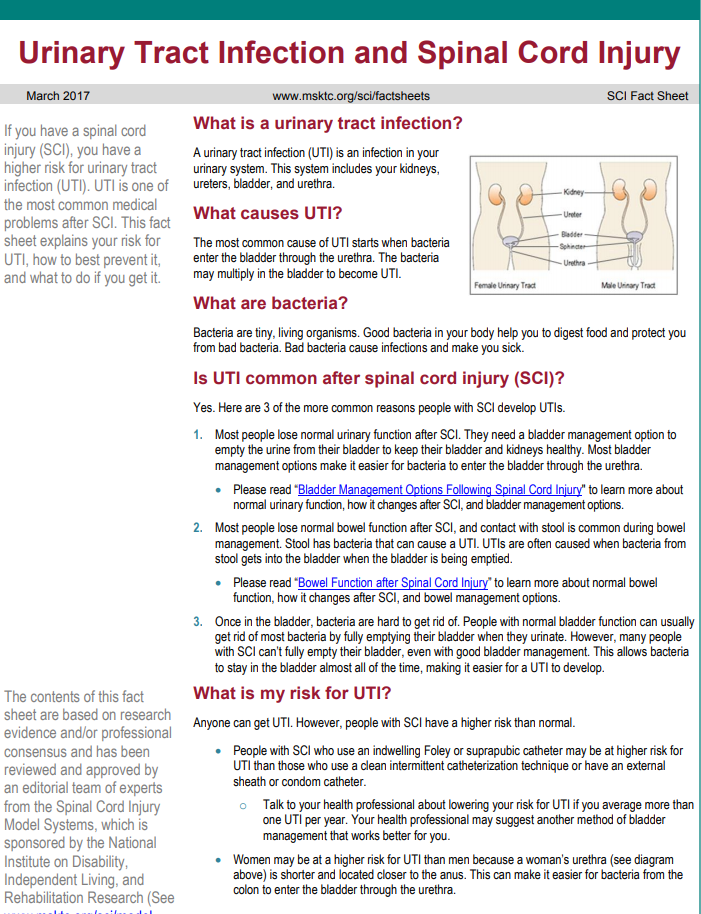 Urinary Tract Infection and Spinal Cord Injury
March 2017 www.msktc.org/sci/factsheets SCI Fact Sheet
If you have a spinal cord
injury (SCI), you have a
higher risk for urinary tract
infection (UTI). UTI is one of
the most common medical
problems after SCI. This fact
sheet explains your risk for
UTI, how to best prevent it,
and what to do if you get it.
What is a urinary tract infection?
A urinary tract infection (UTI) is an infection in your
urinary system. This system includes your kidneys,
ureters, bladder, and urethra.
What causes UTI?
The most common cause of UTI starts when bacteria
enter the bladder through the urethra. The bacteria
may multiply in the bladder to become UTI.
Kidney
Ureter
Bladder
Sphincter
Urethra
Female Urinary Tract Male Urinary Tract
What are bacteria?
Bacteria are tiny, living organisms. Good bacteria in your body help you to digest food and protect you
from bad bacteria. Bad bacteria cause infections and make you sick.
Is UTI common after spinal cord injury (SCI)?
Yes. Here are 3 of the more common reasons people with SCI develop UTIs.
1. Most people lose normal urinary function after SCI. They need a bladder management option to
empty the urine from their bladder to keep their bladder and kidneys healthy. Most bladder
management options make it easier for bacteria to enter the bladder through the urethra.
• Please read “Bladder Management Options Following Spinal Cord Injury” to learn more about
normal urinary function, how it changes after SCI, and bladder management options.
2. Most people lose normal bowel function after SCI, and contact with stool is common during bowel
management. Stool has bacteria that can cause a UTI. UTIs are often caused when bacteria from
stool gets into the bladder when the bladder is being emptied.
• Please read “Bowel Function after Spinal Cord Injury” to learn more about normal bowel
function, how it changes after SCI, and bowel management options.
3. Once in the bladder, bacteria are hard to get rid of. People with normal bladder function can usually
get rid of most bacteria by fully emptying their bladder when they urinate. However, many people
with SCI can’t fully empty their bladder, even with good bladder management. This allows bacteria
to stay in the bladder almost all of the time, making it easier for a UTI to develop.
What is my risk for UTI?
Anyone can get UTI. However, people with SCI have a higher risk than normal.
• People with SCI who use an indwelling Foley or suprapubic catheter may be at higher risk for
UTI than those who use a clean intermittent catheterization technique or have an external
sheath or condom catheter.
○ Talk to your health professional about lowering your risk for UTI if you average more than
one UTI per year. Your health professional may suggest another method of bladder
management that works better for you.
• Women may be at a higher risk for UTI than men because a woman’s urethra (see diagram
above) is shorter and located closer to the anus. This can make it easier for bacteria from the
colon to enter the bladder through the urethra.
The contents of this fact
sheet are based on research
evidence and/or professional
consensus and has been
reviewed and approved by
an editorial team of experts
from the Spinal Cord Injury
Model Systems, which is
sponsored by the National
Institute on Disability,
Independent Living, and
Rehabilitation Research (See